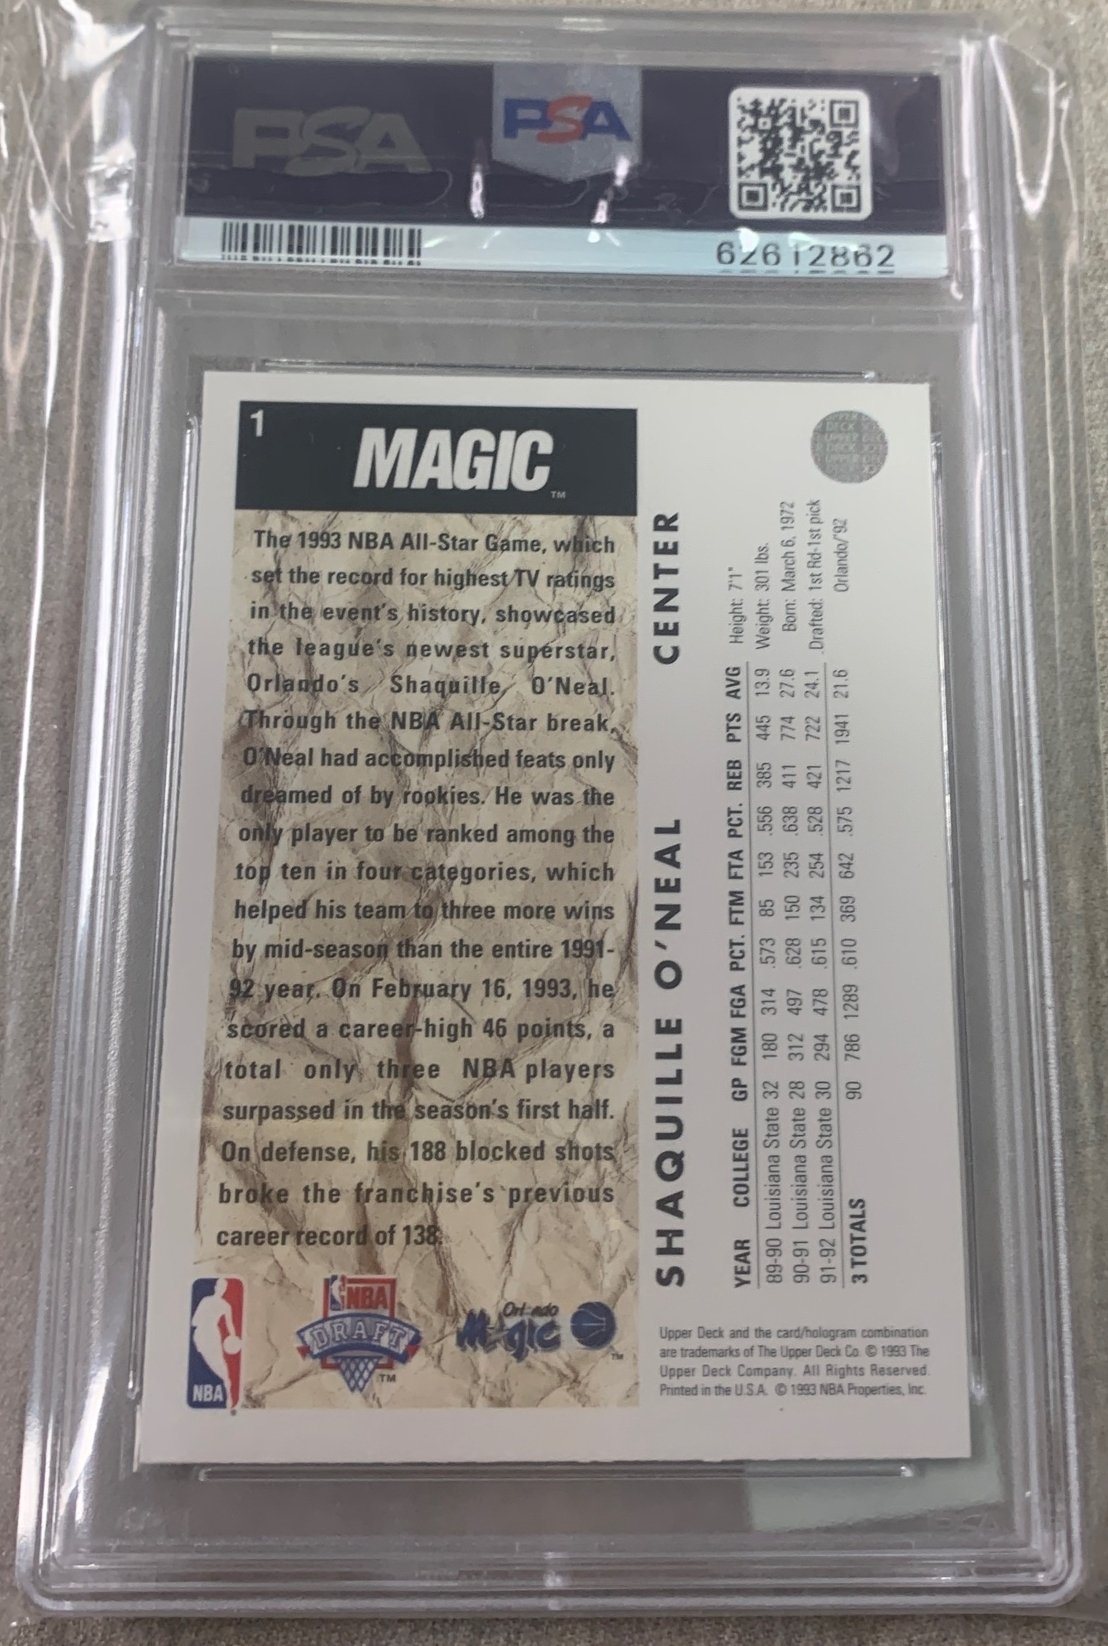 PSA
PSA
62612862
1
MAGIC
TM
The 1993 NBA All-Star Game, which
set the record for highest TV ratings
in the event's history, showcased
the league's newest superstar,
Orlando's Shaquille O'Neal.
Through the NBA All-Star break,
O'Neal had accomplished feats only
dreamed of by rookies. He was the
only player to be ranked among the
top ten in four categories, which
helped his team to three more wins
by mid-season than the entire 1991-
92 year. On February 16, 1993, he
scored a career-high 46 points, a
total only three NBA players
surpassed in the season's first half.
On defense, his 188 blocked shots
broke the franchise's previous
career record of 138.
NBA
NBA
DRAFT
TM
Orlando
Magic
TM
SHAQUILLE O'NEAL CENTER
Height: 7'1"
Weight: 301 lbs.
Born: March 6, 1972
Drafted: 1st Rd-1st pick
Orlando/'92
YEAR COLLEGE GP FGM FGA PCT. FTM FTA PCT. REB PTS AVG
89-90 Louisiana State 32 180 314 .573 85 153 .556 385 445 13.9
90-91 Louisiana State 28 312 497 .628 150 235 .638 411 774 27.6
91-92 Louisiana State 30 294 478 .615 134 254 .528 421 722 24.1
3 TOTALS 90 786 1289 .610 369 642 .575 1217 1941 21.6
Upper Deck and the card/hologram combination
are trademarks of The Upper Deck Co. © 1993 The
Upper Deck Company. All Rights Reserved.
Printed in the U.S.A. © 1993 NBA Properties, Inc.